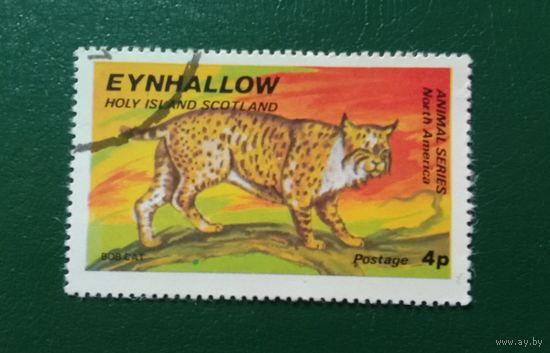 EYNHALLOW
HOLY ISLAND SCOTLAND
ANIMAL SERIES
North America
BOB CAT
Postage 4p
www.ay.by